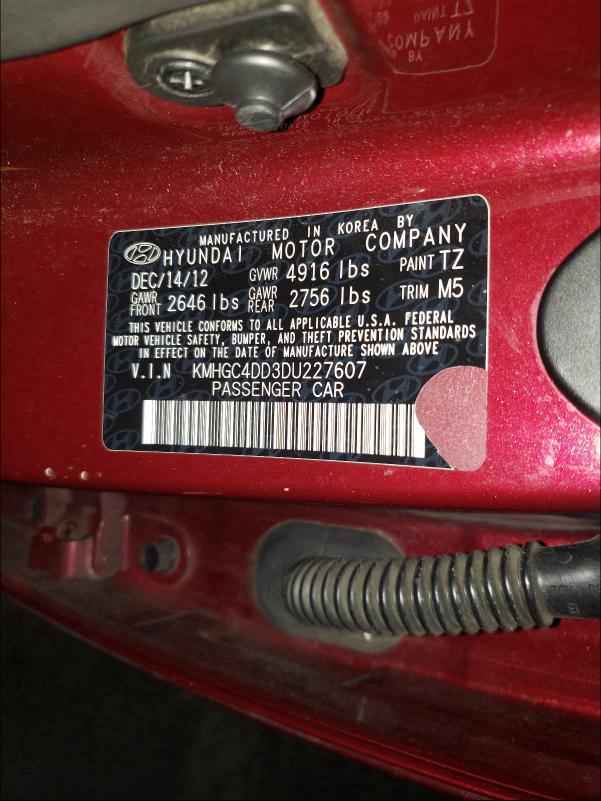 MANUFACTURED IN KOREA BY
HYUNDAI MOTOR COMPANY
DEC/14/12 GVWR 4916 lbs PAINT TZ
GAWR FRONT 2646 lbs GAWR REAR 2756 lbs TRIM M5
THIS VEHICLE CONFORMS TO ALL APPLICABLE U.S.A. FEDERAL
MOTOR VEHICLE SAFETY, BUMPER, AND THEFT PREVENTION STANDARDS
IN EFFECT ON THE DATE OF MANUFACTURE SHOWN ABOVE
V.I.N KMHGC4DD3DU227607
PASSENGER CAR